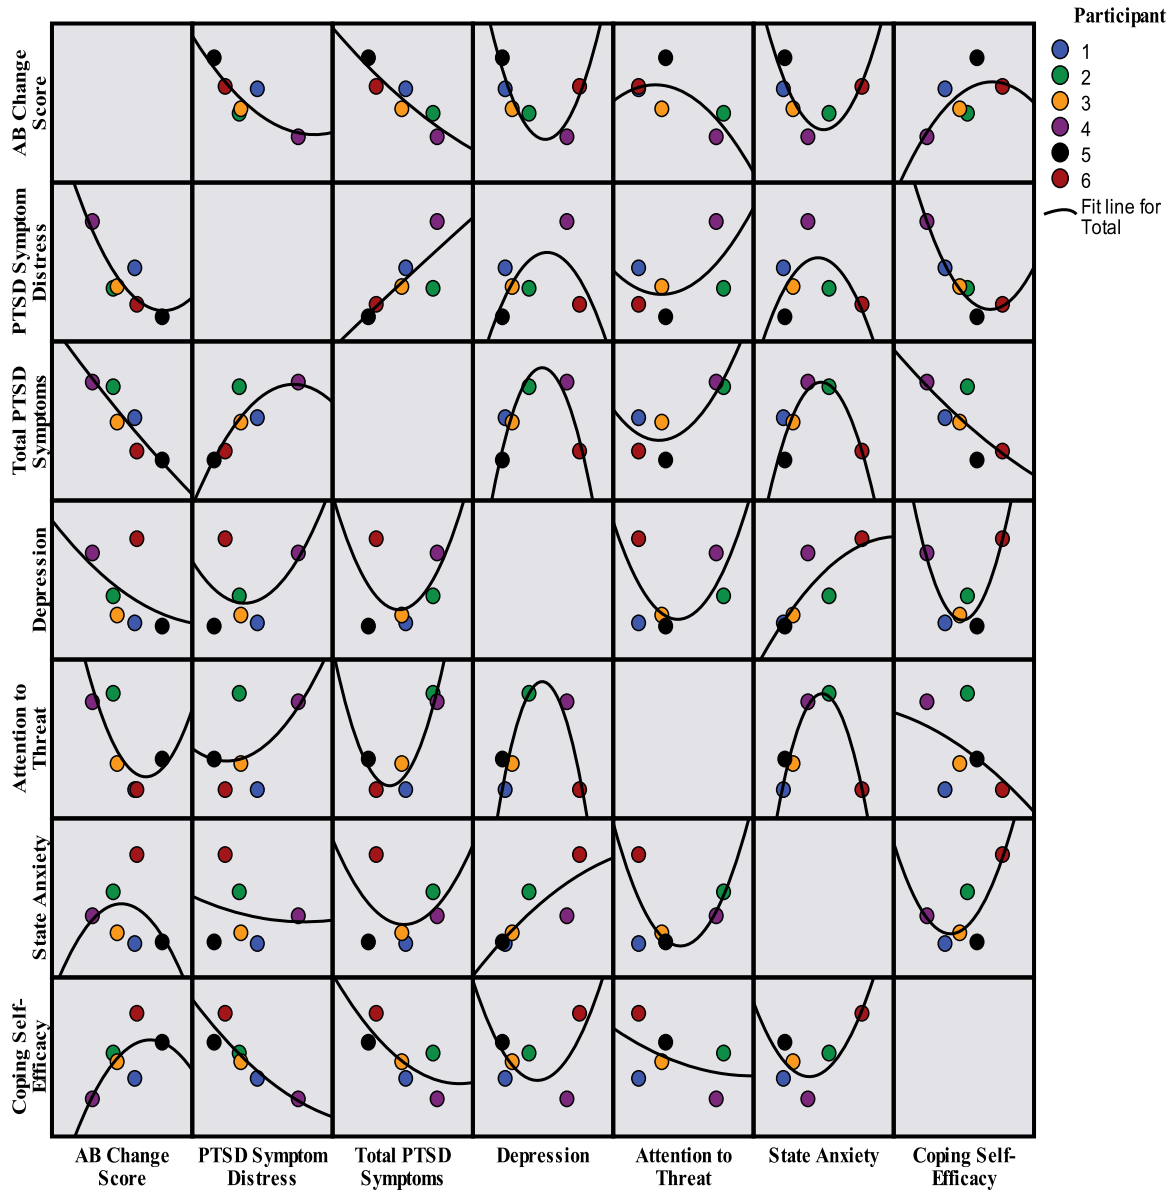 Participant
1
2
3
4
5
6
Fit line for
Total
AB Change
Score
PTSD Symptom
Distress
Total PTSD
Symptoms
Depression
Attention to
Threat
State Anxiety
Coping Self-
Efficacy
AB Change
Score
PTSD Symptom
Distress
Total PTSD
Symptoms
Depression
Attention to
Threat
State Anxiety
Coping Self-
Efficacy